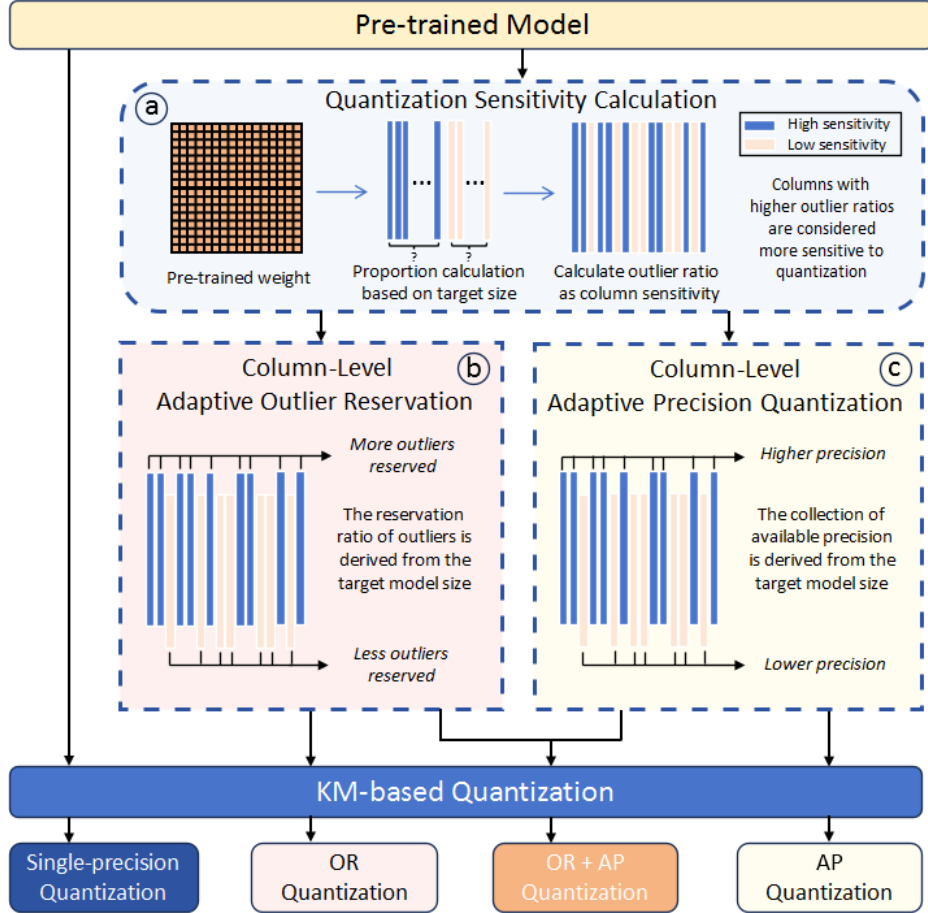 Pre-trained Model
a
Quantization Sensitivity Calculation
High sensitivity
Low sensitivity
...
...
?
?
Pre-trained weight
Proportion calculation
based on target size
Calculate outlier ratio
as column sensitivity
Columns with
higher outlier ratios
are considered
more sensitive to
quantization
b
Column-Level
Adaptive Outlier Reservation
More outliers
reserved
The reservation
ratio of outliers is
derived from the
target model size
Less outliers
reserved
c
Column-Level
Adaptive Precision Quantization
Higher precision
The collection of
available precision
is derived from the
target model size
Lower precision
KM-based Quantization
Single-precision
Quantization
OR
Quantization
OR + AP
Quantization
AP
Quantization